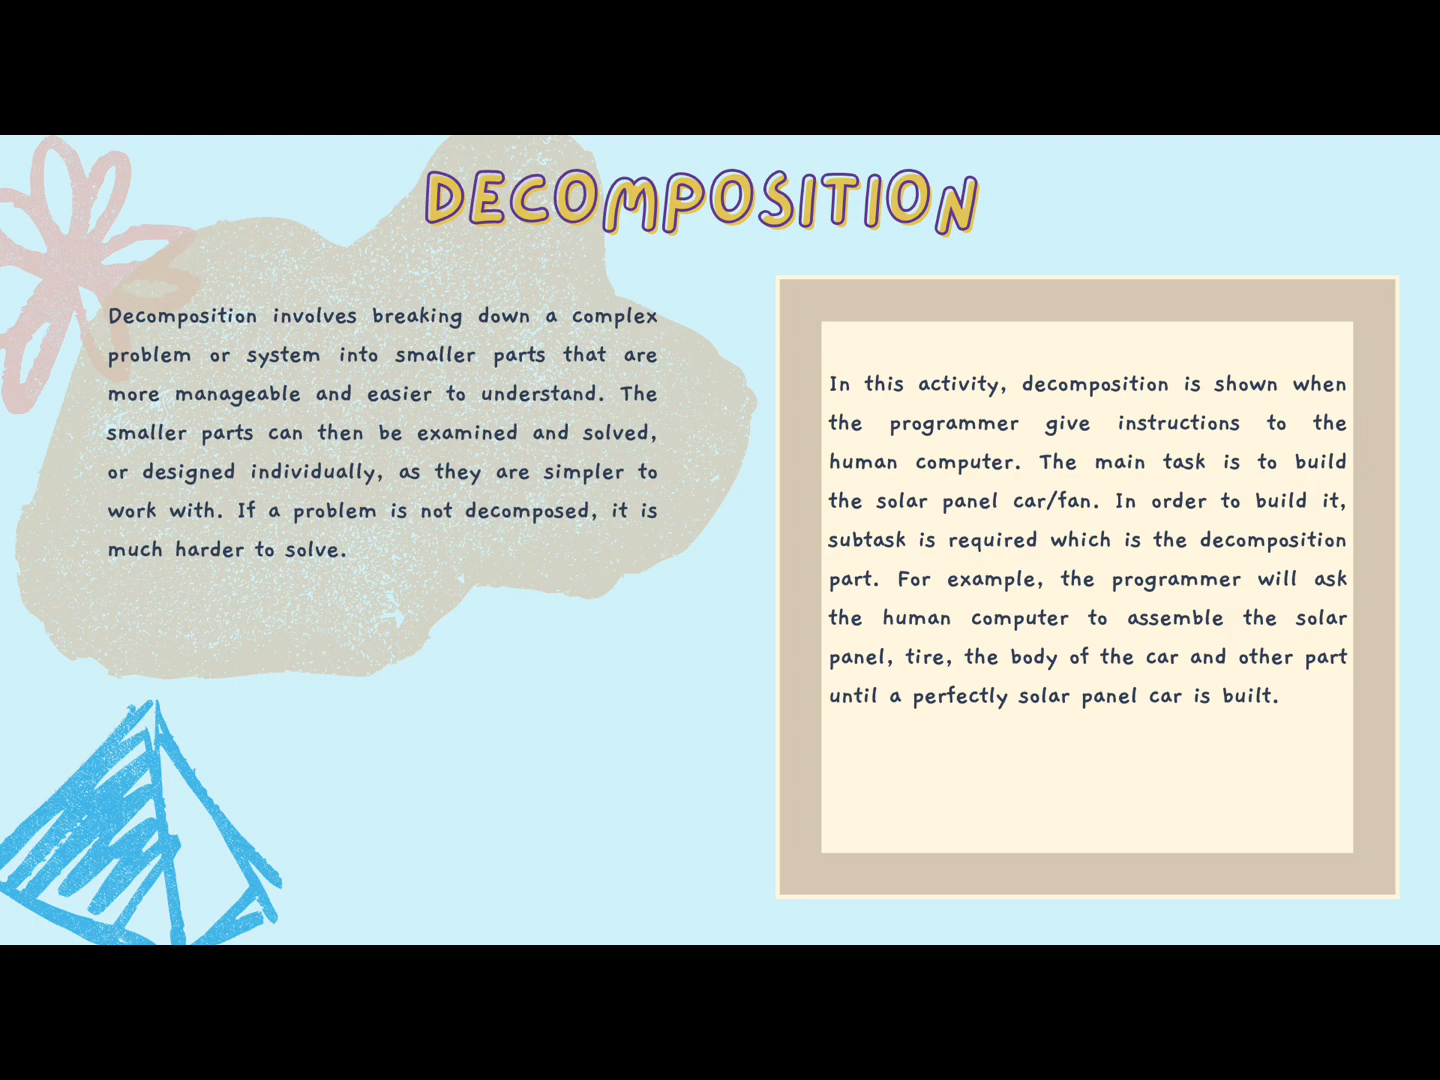 DECOMPOSITION
Decomposition involves breaking down a complex
problem or system into smaller parts that are
more manageable and easier to understand. The
smaller parts can then be examined and solved,
or designed individually, as they are simpler to
work with. If a problem is not decomposed, it is
much harder to solve.
In this activity, decomposition is shown when
the programmer give instructions to the
human computer. The main task is to build
the solar panel car/fan. In order to build it,
subtask is required which is the decomposition
part. For example, the programmer will ask
the human computer to assemble the solar
panel, tire, the body of the car and other part
until a perfectly solar panel car is built.